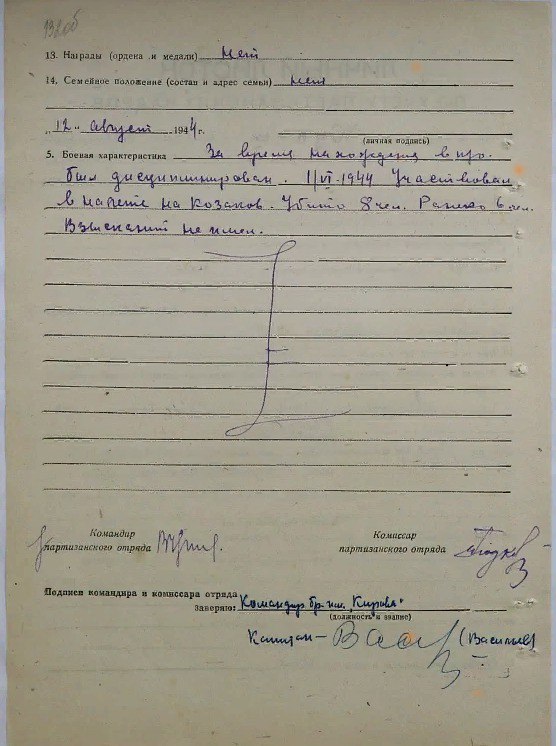 13. Награды (ордена и медали) нет
14. Семейное положение (состав и адрес семьи) нет
„12“ август 1944г.
(личная подпись)
5. Боевая характеристика За время нахождения в п/о.
был дисциплинирован. 1/VI-1944 Участвовал
в налете на козаков. Убито 8 чел. Ранено 6 чел.
Взысканий не имел.
Командир
партизанского отряда
Комиссар
партизанского отряда
Подписи командира и комиссара отряда
заверяю: Командир бр. им. „Кирова“
(должность и звание)
Капитан — (Васильев)